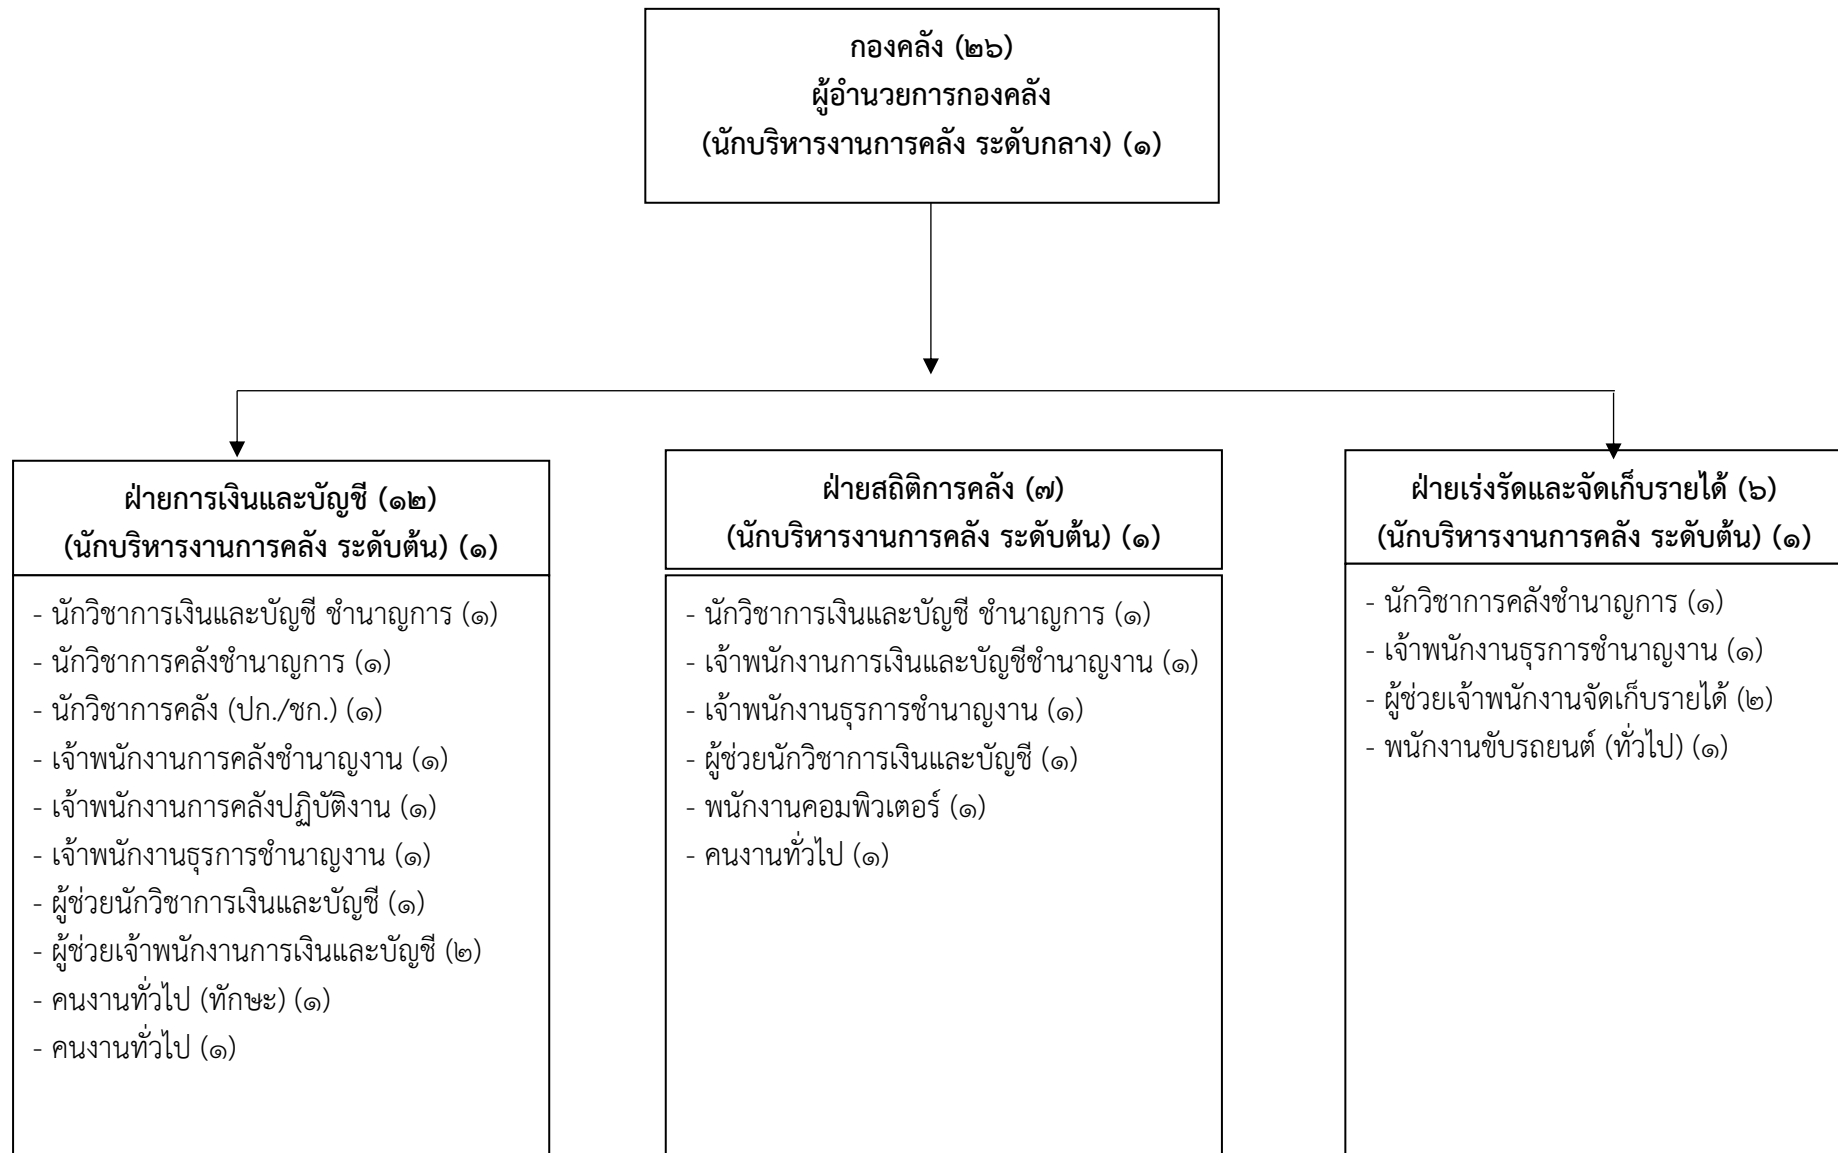 กองคลัง (๒๖)
ผู้อำนวยการกองคลัง
(นักบริหารงานการคลัง ระดับกลาง) (๑)
ฝ่ายการเงินและบัญชี (๑๒)
(นักบริหารงานการคลัง ระดับต้น) (๑)
- นักวิชาการเงินและบัญชี ชำนาญการ (๑)
- นักวิชาการคลังชำนาญการ (๑)
- นักวิชาการคลัง (ปก./ชก.) (๑)
- เจ้าพนักงานการคลังชำนาญงาน (๑)
- เจ้าพนักงานการคลังปฏิบัติงาน (๑)
- เจ้าพนักงานธุรการชำนาญงาน (๑)
- ผู้ช่วยนักวิชาการเงินและบัญชี (๑)
- ผู้ช่วยเจ้าพนักงานการเงินและบัญชี (๒)
- คนงานทั่วไป (ทักษะ) (๑)
- คนงานทั่วไป (๑)
ฝ่ายสถิติการคลัง (๗)
(นักบริหารงานการคลัง ระดับต้น) (๑)
- นักวิชาการเงินและบัญชี ชำนาญการ (๑)
- เจ้าพนักงานการเงินและบัญชีชำนาญงาน (๑)
- เจ้าพนักงานธุรการชำนาญงาน (๑)
- ผู้ช่วยนักวิชาการเงินและบัญชี (๑)
- พนักงานคอมพิวเตอร์ (๑)
- คนงานทั่วไป (๑)
ฝ่ายเร่งรัดและจัดเก็บรายได้ (๖)
(นักบริหารงานการคลัง ระดับต้น) (๑)
- นักวิชาการคลังชำนาญการ (๑)
- เจ้าพนักงานธุรการชำนาญงาน (๑)
- ผู้ช่วยเจ้าพนักงานจัดเก็บรายได้ (๒)
- พนักงานขับรถยนต์ (ทั่วไป) (๑)